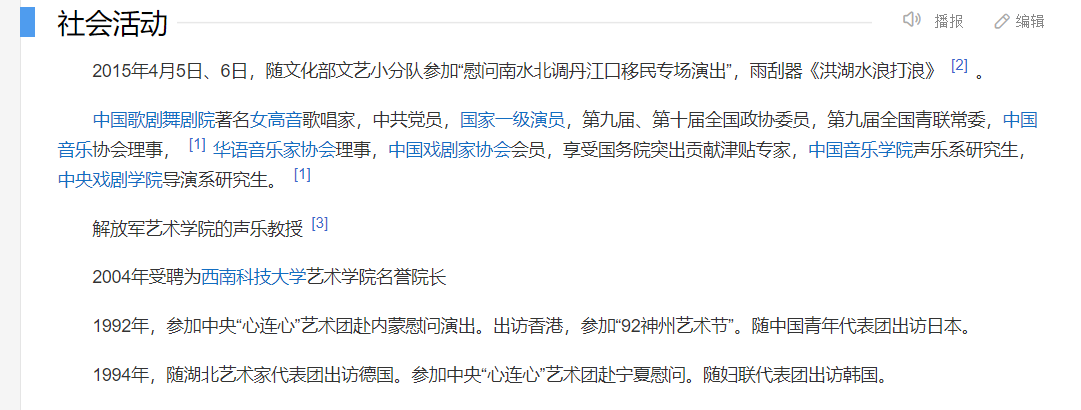 社会活动
播报
编辑
2015年4月5日、6日，随文化部文艺小分队参加“慰问南水北调丹江口移民专场演出”，雨刮器《洪湖水浪打浪》 [2] 。
中国歌剧舞剧院著名女高音歌唱家，中共党员，国家一级演员，第九届、第十届全国政协委员，第九届全国青联常委，中国
音乐协会理事， [1] 华语音乐家协会理事，中国戏剧家协会会员，享受国务院突出贡献津贴专家，中国音乐学院声乐系研究生，
中央戏剧学院导演系研究生。 [1]
解放军艺术学院的声乐教授 [3]
2004年受聘为西南科技大学艺术学院名誉院长
1992年，参加中央“心连心”艺术团赴内蒙慰问演出。出访香港，参加“92神州艺术节”。随中国青年代表团出访日本。
1994年，随湖北艺术家代表团出访德国。参加中央“心连心”艺术团赴宁夏慰问。随妇联代表团出访韩国。